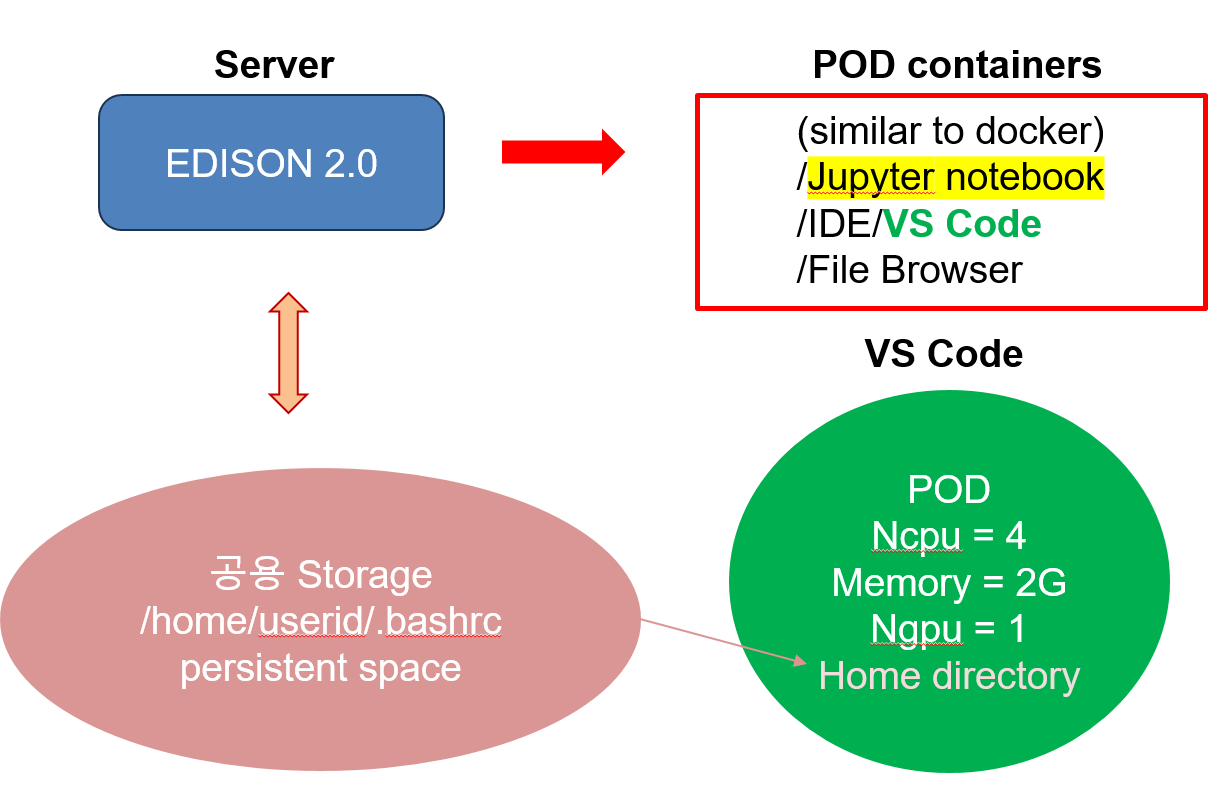 Server
EDISON 2.0
POD containers
(similar to docker)
/Jupyter notebook
/IDE/VS Code
/File Browser
VS Code
POD
Ncpu = 4
Memory = 2G
Ngpu = 1
Home directory
공용 Storage
/home/userid/.bashrc
persistent space